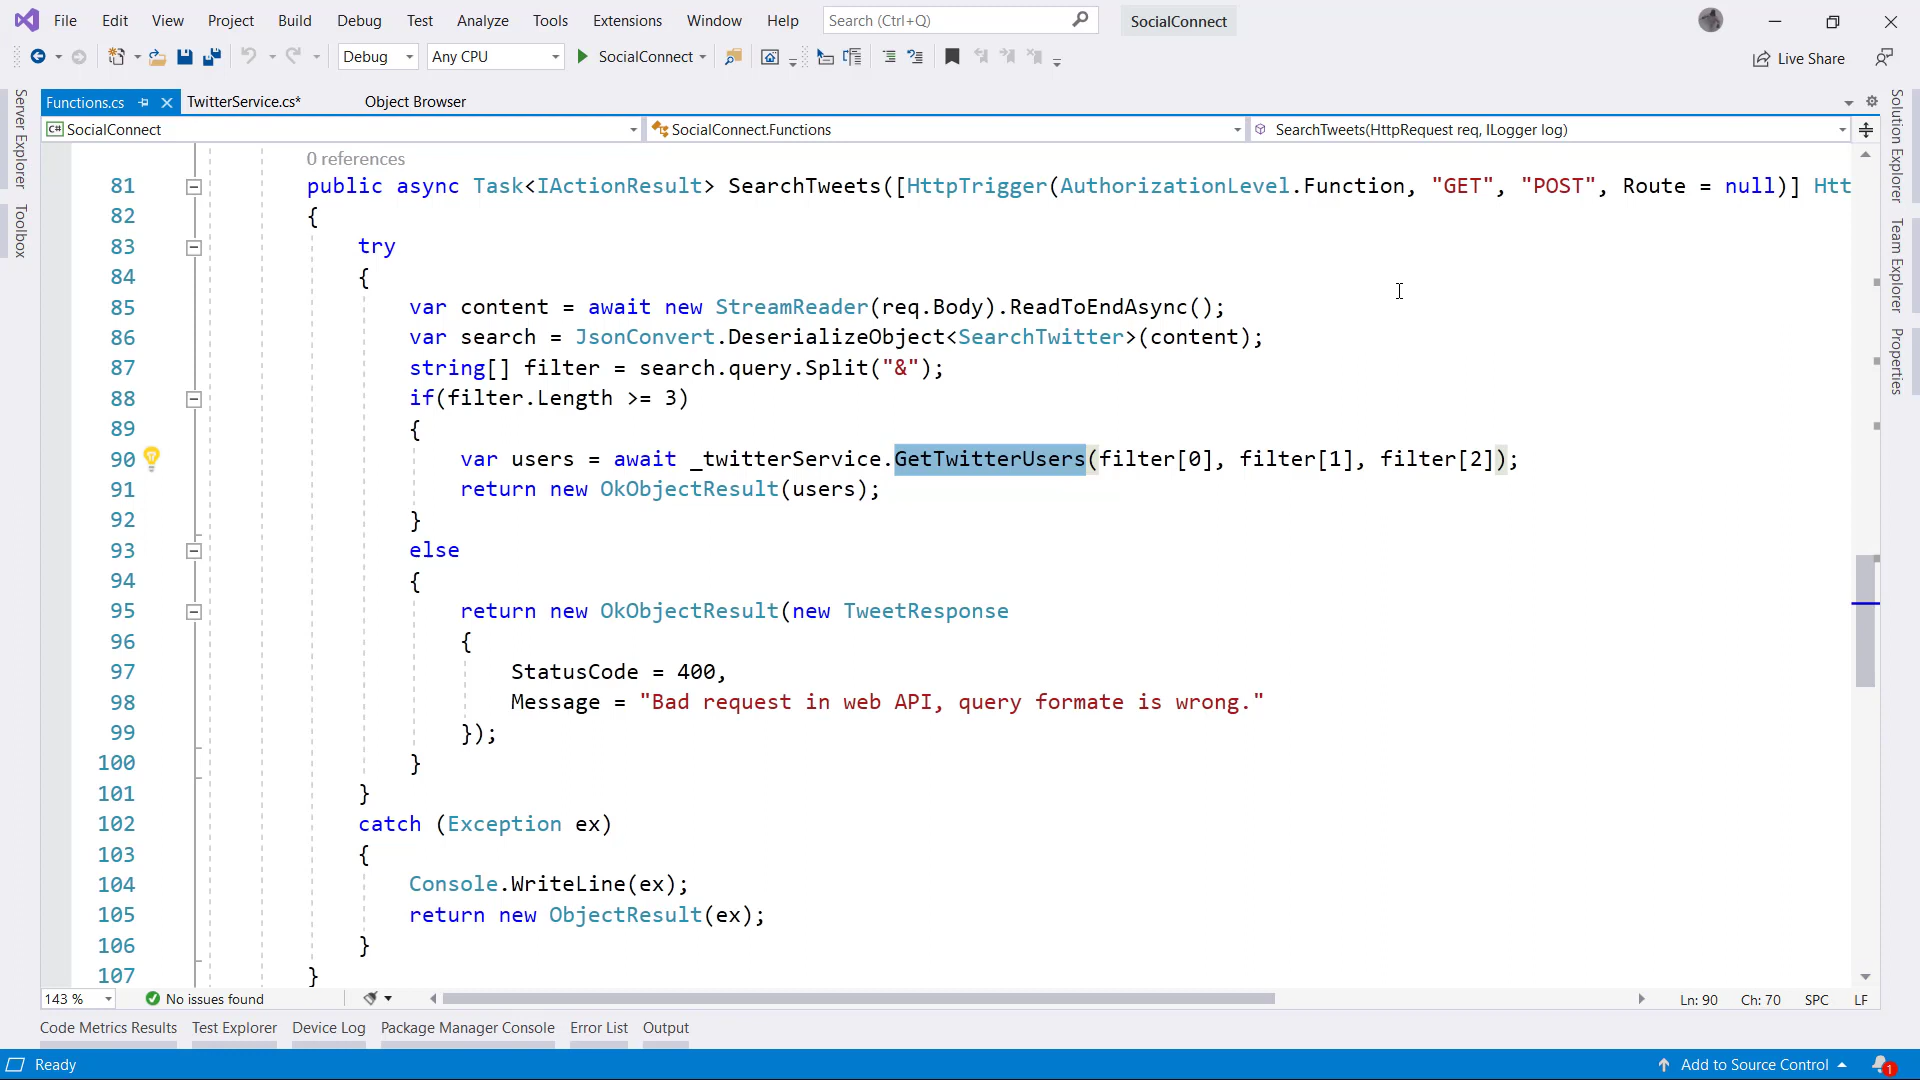 File Edit View Project Build Debug Test Analyze Tools Extensions Window Help Search (Ctrl+Q) SocialConnect
Debug Any CPU SocialConnect Live Share
Functions.cs TwitterService.cs* Object Browser
C# SocialConnect SocialConnect.Functions SearchTweets(HttpRequest req, ILogger log)
Server Explorer
Toolbox
Solution Explorer
Team Explorer
Properties
0 references
81 public async Task<IActionResult> SearchTweets([HttpTrigger(AuthorizationLevel.Function, "GET", "POST", Route = null)] Htt
82 {
83 try
84 {
85 var content = await new StreamReader(req.Body).ReadToEndAsync();
86 var search = JsonConvert.DeserializeObject<SearchTwitter>(content);
87 string[] filter = search.query.Split("&");
88 if(filter.Length >= 3)
89 {
90 var users = await _twitterService.GetTwitterUsers(filter[0], filter[1], filter[2]);
91 return new OkObjectResult(users);
92 }
93 else
94 {
95 return new OkObjectResult(new TweetResponse
96 {
97 StatusCode = 400,
98 Message = "Bad request in web API, query formate is wrong."
99 });
100 }
101 }
102 catch (Exception ex)
103 {
104 Console.WriteLine(ex);
105 return new ObjectResult(ex);
106 }
107 }
143 % No issues found Ln: 90 Ch: 70 SPC LF
Code Metrics Results Test Explorer Device Log Package Manager Console Error List Output
Ready Add to Source Control 1